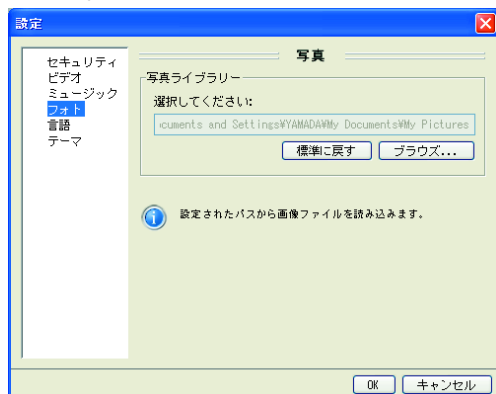 設定
セキュリティ
ビデオ
ミュージック
フォト
言語
テーマ
写真
写真ライブラリー
選択してください:
cuments and Settings¥YAMADA¥My Documents¥My Pictures
標準に戻す
ブラウズ...
設定されたパスから画像ファイルを読み込みます。
OK
キャンセル